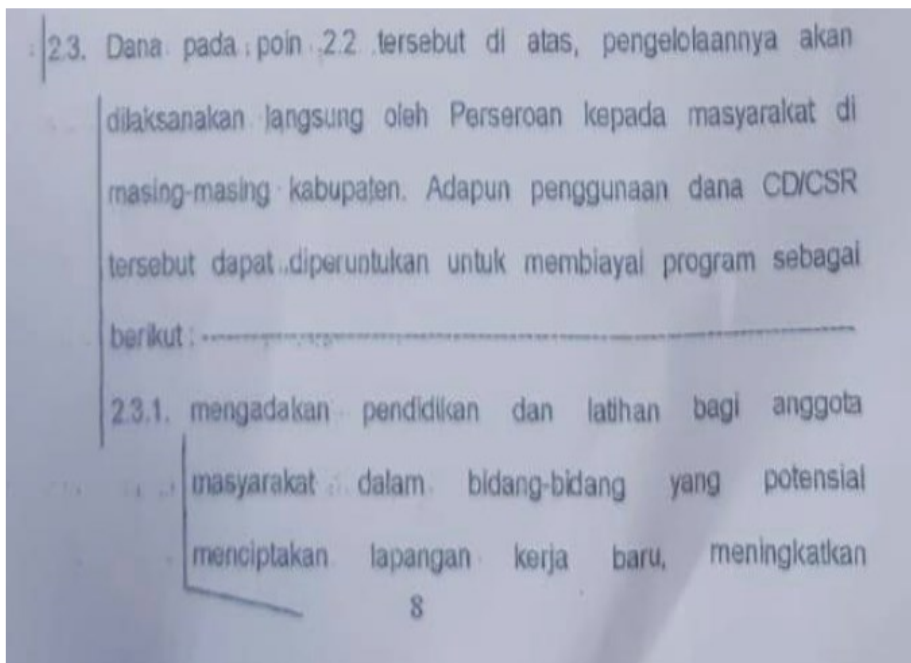 2.3. Dana pada poin 2.2 tersebut di atas, pengelolaannya akan
dilaksanakan langsung oleh Perseroan kepada masyarakat di
masing-masing kabupaten. Adapun penggunaan dana CD/CSR
tersebut dapat diperuntukan untuk membiayai program sebagai
berikut :
2.3.1. mengadakan pendidikan dan latihan bagi anggota
masyarakat dalam bidang-bidang yang potensial
menciptakan lapangan kerja baru, meningkatkan
8